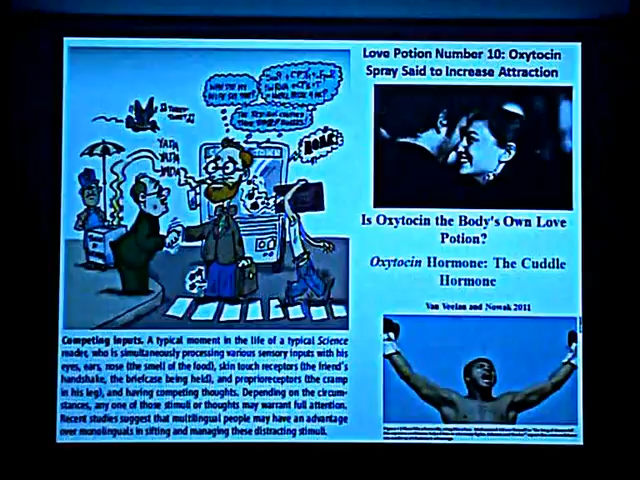 Love Potion Number 10: Oxytocin
Spray Said to Increase Attraction
YATA
YATA
ROAR
Is Oxytocin the Body's Own Love
Potion?
Oxytocin Hormone: The Cuddle
Hormone
Van Veelan and Nowak 2011
Competing inputs. A typical moment in the life of a typical Science
reader, who is simultaneously processing various sensory inputs with his
eyes, ears, nose (the smell of the food), skin touch receptors (the friend's
handshake, the briefcase being held), and proprioreceptors (the cramp
in his leg), and having competing thoughts. Depending on the circum-
stances, any one of those stimuli or thoughts may warrant full attention.
Recent studies suggest that multilingual people may have an advantage
over monolinguals in sifting and managing these distracting stimuli.